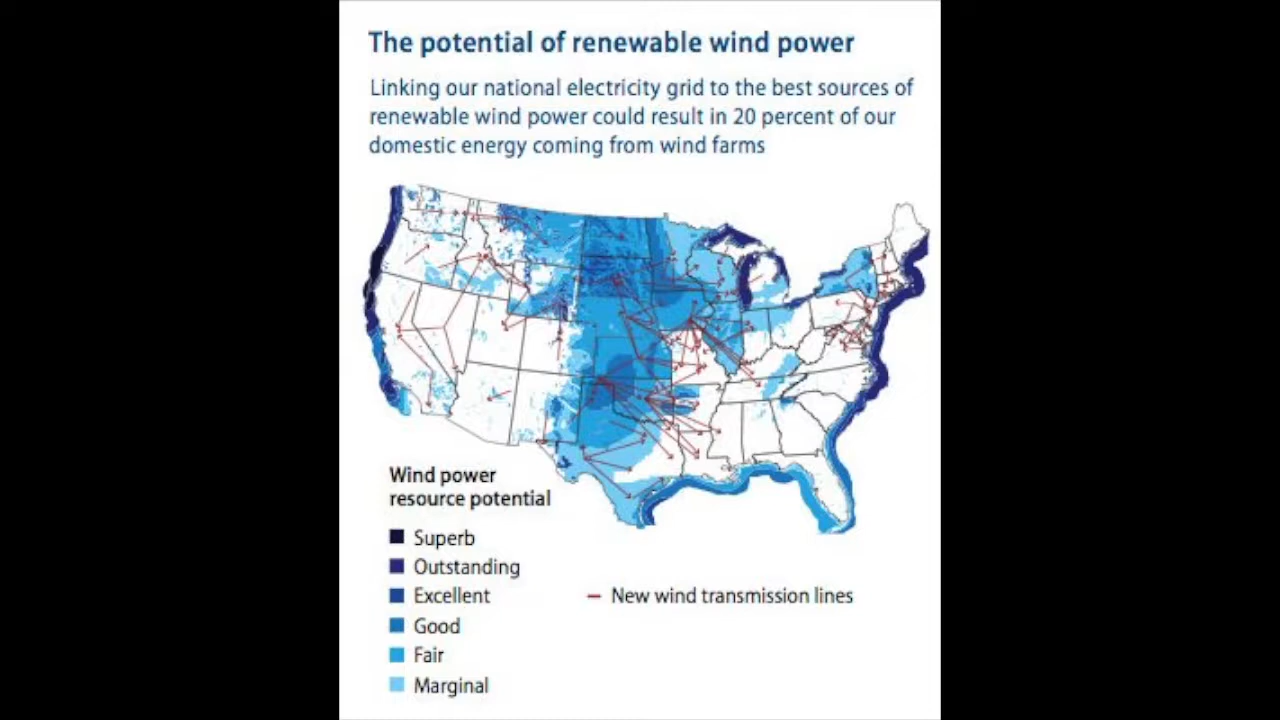 The potential of renewable wind power
Linking our national electricity grid to the best sources of
renewable wind power could result in 20 percent of our
domestic energy coming from wind farms
Wind power
resource potential
Superb
Outstanding
Excellent
Good
Fair
Marginal
New wind transmission lines